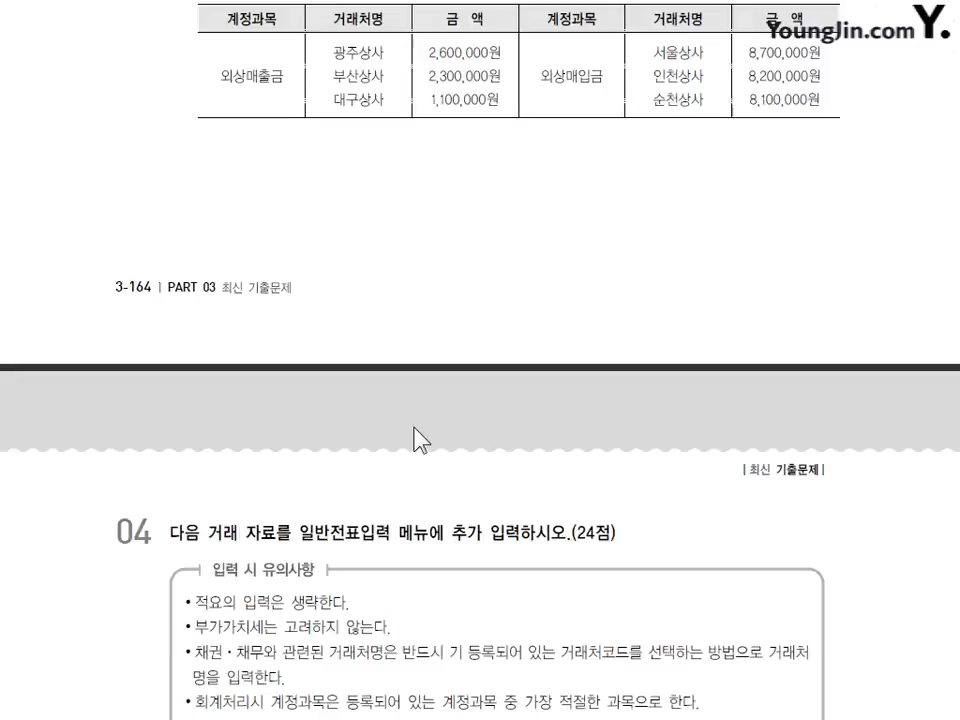 YoungJin.com Y.
계정과목 거래처명 금 액 계정과목 거래처명 금 액
광주상사 2,600,000원 서울상사 8,700,000원
외상매출금 부산상사 2,300,000원 외상매입금 인천상사 8,200,000원
대구상사 1,100,000원 순천상사 8,100,000원
3-164 | PART 03 최신 기출문제
| 최신 기출문제 |
04 다음 거래 자료를 일반전표입력 메뉴에 추가 입력하시오.(24점)
입력 시 유의사항
• 적요의 입력은 생략한다.
• 부가가치세는 고려하지 않는다.
• 채권·채무와 관련된 거래처명은 반드시 기 등록되어 있는 거래처코드를 선택하는 방법으로 거래처
명을 입력한다.
• 회계처리시 계정과목은 등록되어 있는 계정과목 중 가장 적절한 과목으로 한다.